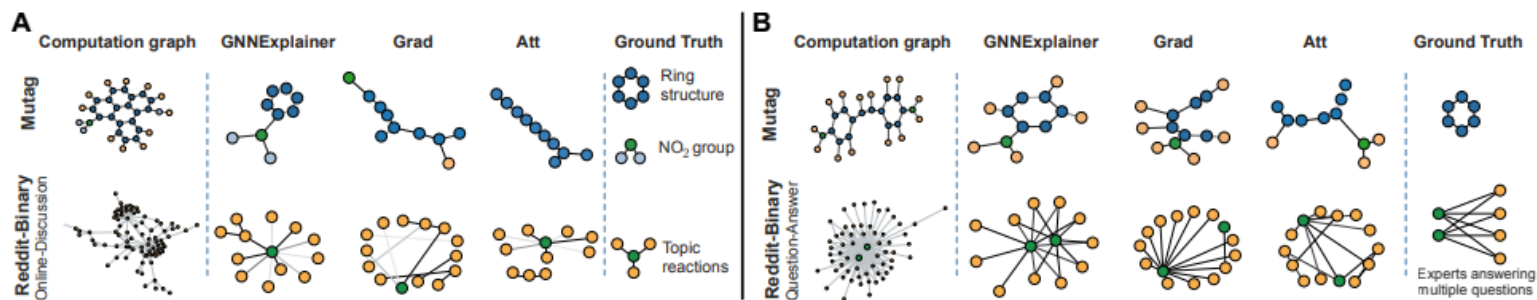 A
Computation graph GNNExplainer Grad Att Ground Truth
Mutag
Ring
structure
NO₂ group
Reddit-Binary
Online-Discussion
Topic
reactions
B
Computation graph GNNExplainer Grad Att Ground Truth
Mutag
Reddit-Binary
Question-Answer
Experts answering
multiple questions